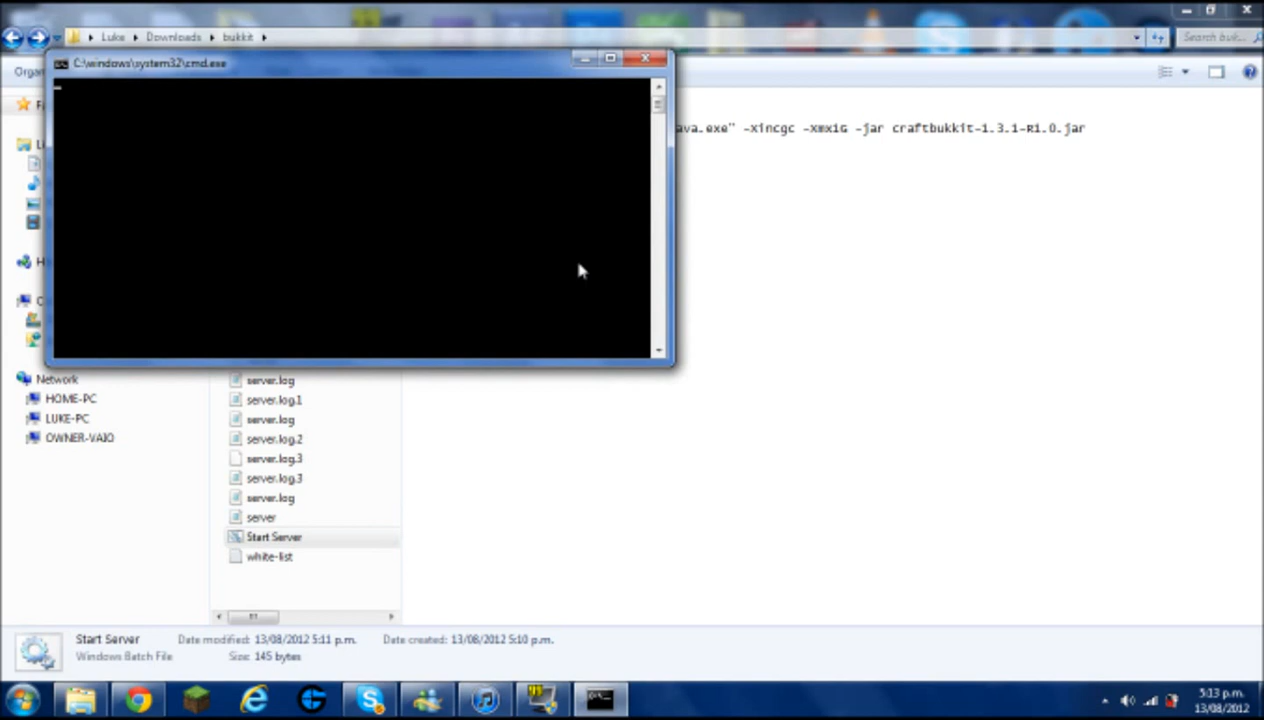 Luke Downloads bukkit
Search buk...
C:\windows\system32\cmd.exe
Organ
ava.exe" -Xincgc -Xmx1G -jar craftbukkit-1.3.1-R1.0.jar
Network
HOME-PC
LUKE-PC
OWNER-VAIO
server.log
server.log.1
server.log
server.log.2
server.log.3
server.log.3
server.log
server
Start Server
white-list
Start Server Date modified: 13/08/2012 5:11 p.m. Date created: 13/08/2012 5:10 p.m.
Windows Batch File Size: 145 bytes
5:13 p.m.
13/08/2012